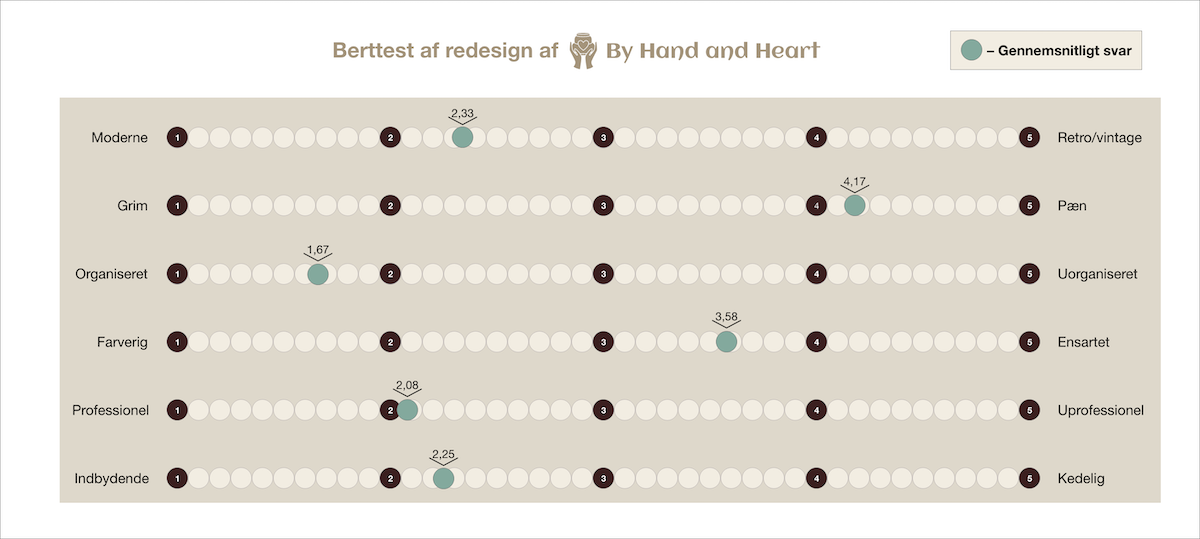 Berttest af redesign af By Hand and Heart
– Gennemsnitligt svar
2,33
Moderne 1 2 3 4 5 Retro/vintage
4,17
Grim 1 2 3 4 5 Pæn
1,67
Organiseret 1 2 3 4 5 Uorganiseret
3,58
Farverig 1 2 3 4 5 Ensartet
2,08
Professionel 1 2 3 4 5 Uprofessionel
2,25
Indbydende 1 2 3 4 5 Kedelig